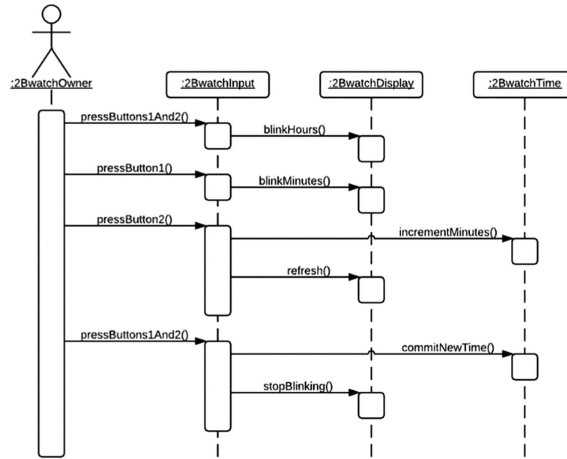 :2BwatchOwner
:2BwatchInput
:2BwatchDisplay
:2BwatchTime
pressButtons1And2()
blinkHours()
pressButton1()
blinkMinutes()
pressButton2()
incrementMinutes()
refresh()
pressButtons1And2()
commitNewTime()
stopBlinking()